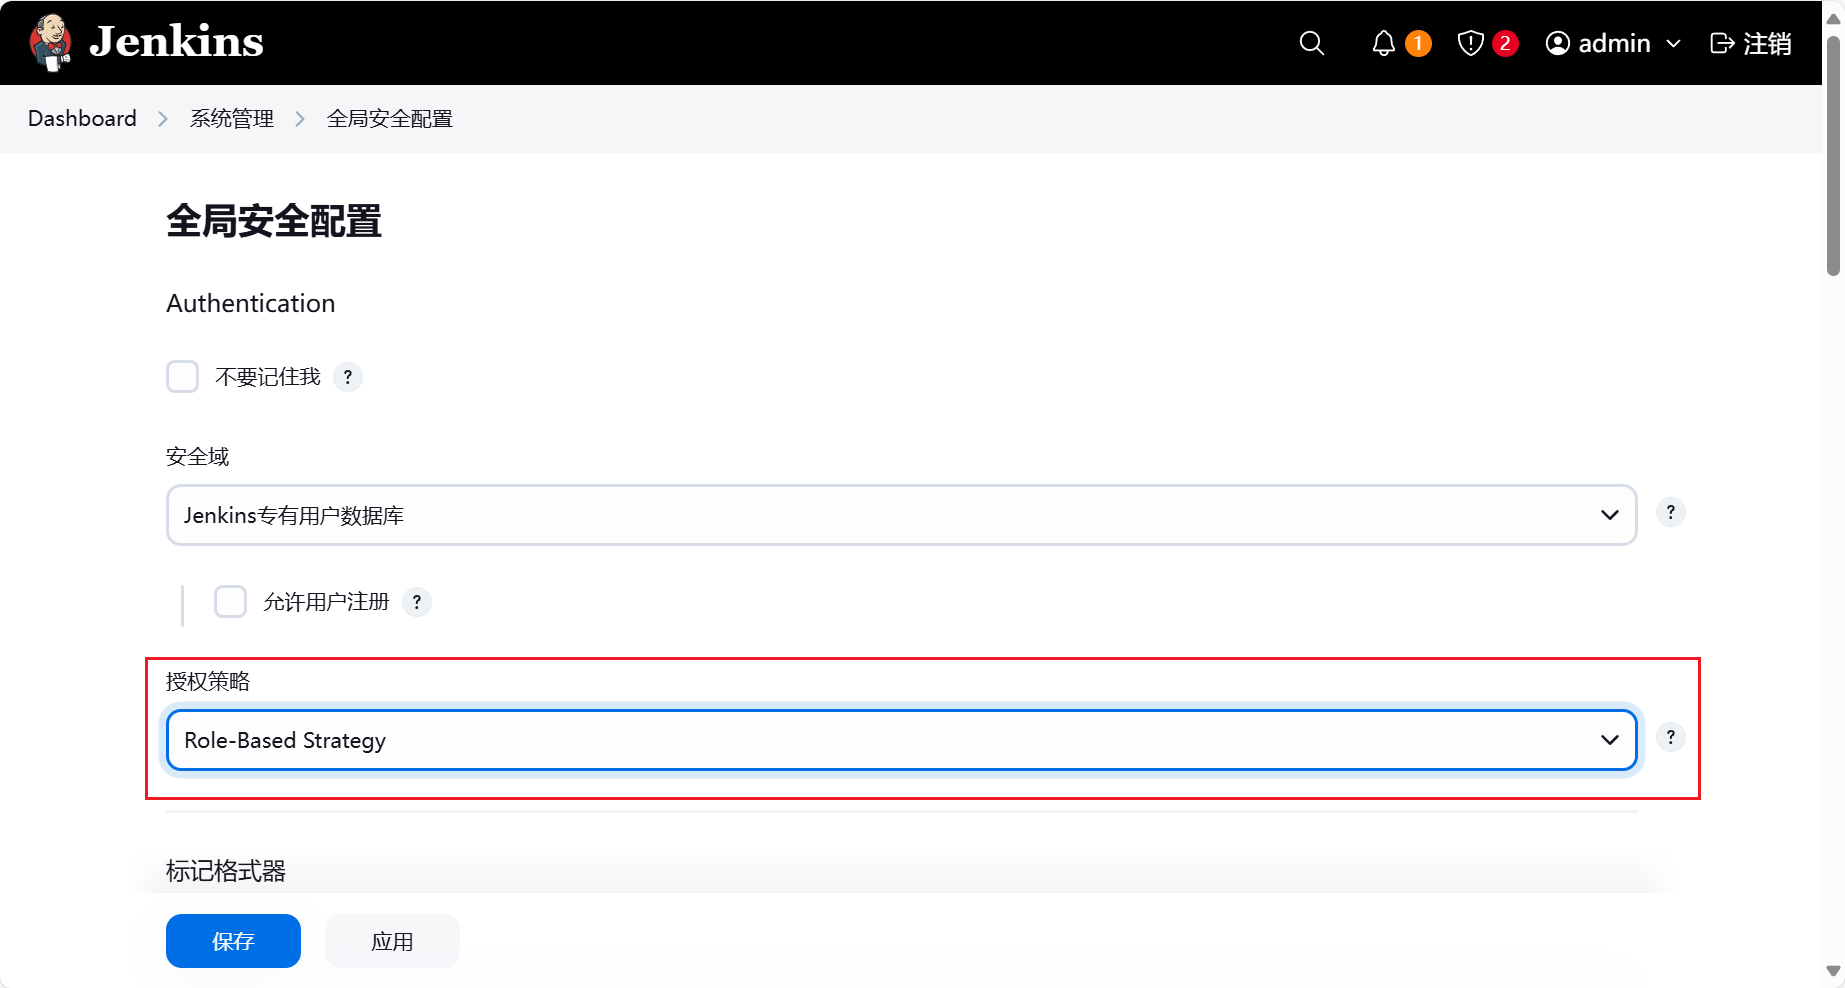 Jenkins
1
2
admin
注销
Dashboard
系统管理
全局安全配置
全局安全配置
Authentication
不要记住我 ?
安全域
Jenkins专有用户数据库
?
允许用户注册 ?
授权策略
Role-Based Strategy
?
标记格式器
保存
应用